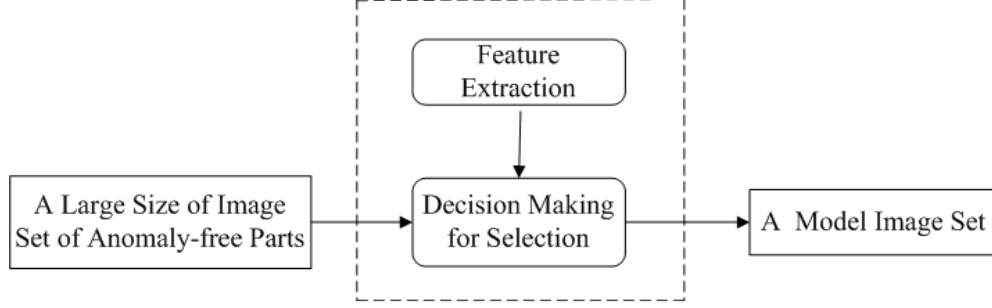 Feature
Extraction
A Large Size of Image
Set of Anomaly-free Parts
Decision Making
for Selection
A Model Image Set